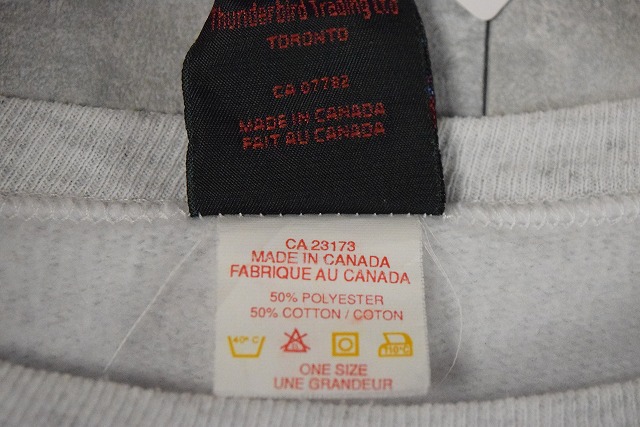 Thunderbird Trading Ltd
TORONTO
CA 07782
MADE IN CANADA
FAIT AU CANADA
CA 23173
MADE IN CANADA
FABRIQUE AU CANADA
50% POLYESTER
50% COTTON / COTON
40°C
110°C
ONE SIZE
UNE GRANDEUR